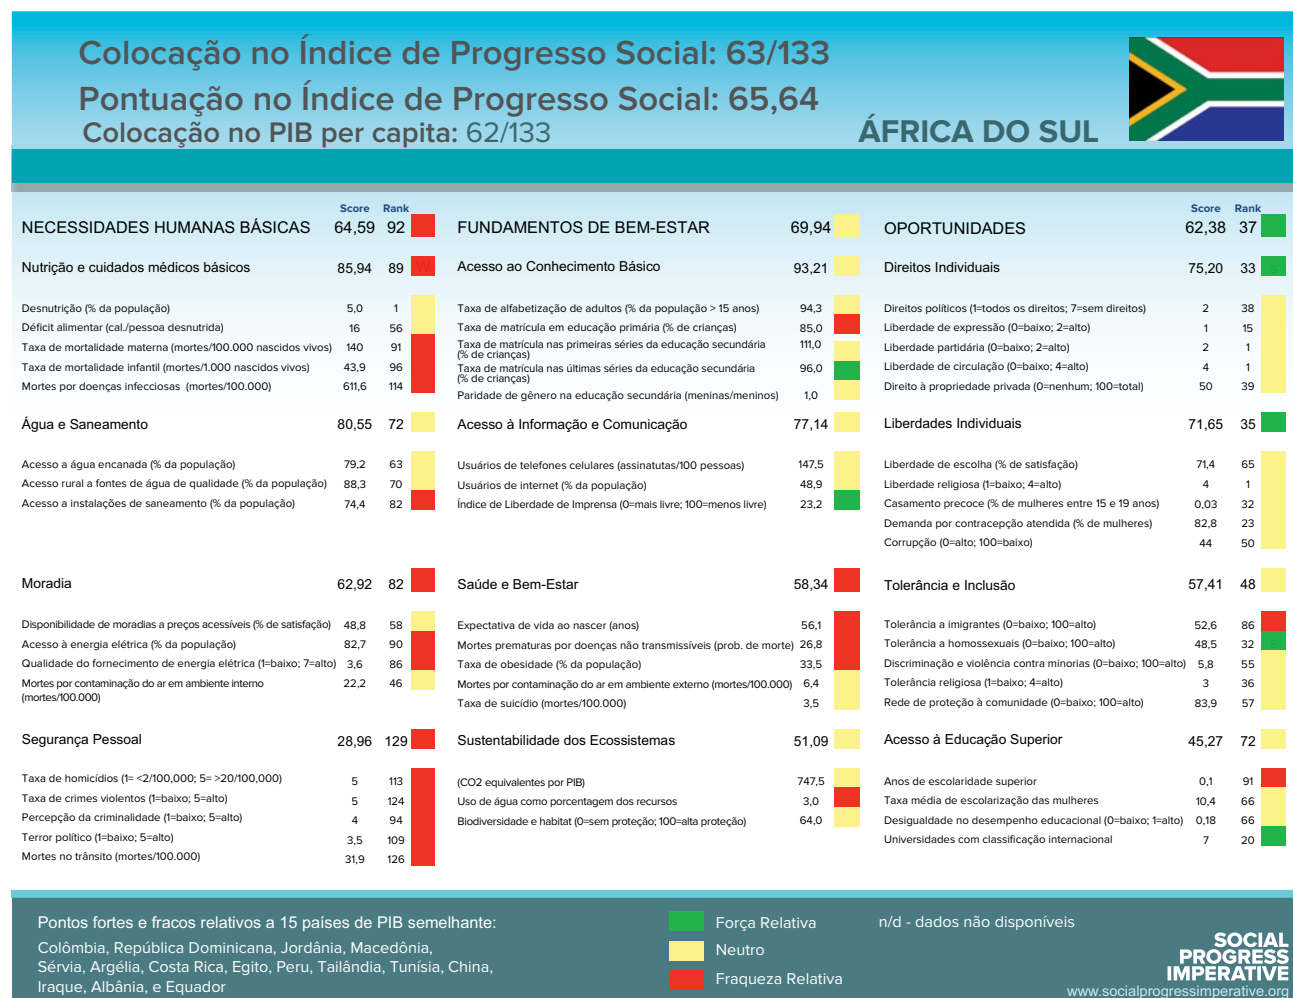 Colocação no Índice de Progresso Social: 63/133
Pontuação no Índice de Progresso Social: 65,64
Colocação no PIB per capita: 62/133
ÁFRICA DO SUL
Score Rank
NECESSIDADES HUMANAS BÁSICAS 64,59 92
Nutrição e cuidados médicos básicos 85,94 89
Desnutrição (% da população) 5,0 1
Déficit alimentar (cal./pessoa desnutrida) 16 56
Taxa de mortalidade materna (mortes/100.000 nascidos vivos) 140 91
Taxa de mortalidade infantil (mortes/1.000 nascidos vivos) 43,9 96
Mortes por doenças infecciosas (mortes/100.000) 611,6 114
Água e Saneamento 80,55 72
Acesso a água encanada (% da população) 79,2 63
Acesso rural a fontes de água de qualidade (% da população) 88,3 70
Acesso a instalações de saneamento (% da população) 74,4 82
Moradia 62,92 82
Disponibilidade de moradias a preços acessíveis (% de satisfação) 48,8 58
Acesso à energia elétrica (% da população) 82,7 90
Qualidade do fornecimento de energia elétrica (1=baixo; 7=alto) 3,6 86
Mortes por contaminação do ar em ambiente interno 22,2 46
(mortes/100.000)
Segurança Pessoal 28,96 129
Taxa de homicídios (1= <2/100,000; 5= >20/100,000) 5 113
Taxa de crimes violentos (1=baixo; 5=alto) 5 124
Percepção da criminalidade (1=baixo; 5=alto) 4 94
Terror político (1=baixo; 5=alto) 3,5 109
Mortes no trânsito (mortes/100.000) 31,9 126
FUNDAMENTOS DE BEM-ESTAR 69,94
Acesso ao Conhecimento Básico 93,21
Taxa de alfabetização de adultos (% da população > 15 anos) 94,3
Taxa de matrícula em educação primária (% de crianças) 85,0
Taxa de matrícula nas primeiras séries da educação secundária 111,0
(% de crianças)
Taxa de matrícula nas últimas séries da educação secundária 96,0
(% de crianças)
Paridade de gênero na educação secundária (meninas/meninos) 1,0
Acesso à Informação e Comunicação 77,14
Usuários de telefones celulares (assinatutas/100 pessoas) 147,5
Usuários de internet (% da população) 48,9
Índice de Liberdade de Imprensa (0=mais livre; 100=menos livre) 23,2
Saúde e Bem-Estar 58,34
Expectativa de vida ao nascer (anos) 56,1
Mortes prematuras por doenças não transmissíveis (prob. de morte) 26,8
Taxa de obesidade (% da população) 33,5
Mortes por contaminação do ar em ambiente externo (mortes/100.000) 6,4
Taxa de suicídio (mortes/100.000) 3,5
Sustentabilidade dos Ecossistemas 51,09
(CO2 equivalentes por PIB) 747,5
Uso de água como porcentagem dos recursos 3,0
Biodiversidade e habitat (0=sem proteção; 100=alta proteção) 64,0
Score Rank
OPORTUNIDADES 62,38 37
Direitos Individuais 75,20 33
Direitos políticos (1=todos os direitos; 7=sem direitos) 2 38
Liberdade de expressão (0=baixo; 2=alto) 1 15
Liberdade partidária (0=baixo; 2=alto) 2 1
Liberdade de circulação (0=baixo; 4=alto) 4 1
Direito à propriedade privada (0=nenhum; 100=total) 50 39
Liberdades Individuais 71,65 35
Liberdade de escolha (% de satisfação) 71,4 65
Liberdade religiosa (1=baixo; 4=alto) 4 1
Casamento precoce (% de mulheres entre 15 e 19 anos) 0,03 32
Demanda por contracepção atendida (% de mulheres) 82,8 23
Corrupção (0=alto; 100=baixo) 44 50
Tolerância e Inclusão 57,41 48
Tolerância a imigrantes (0=baixo; 100=alto) 52,6 86
Tolerância a homossexuais (0=baixo; 100=alto) 48,5 32
Discriminação e violência contra minorias (0=baixo; 100=alto) 5,8 55
Tolerância religiosa (1=baixo; 4=alto) 3 36
Rede de proteção à comunidade (0=baixo; 100=alto) 83,9 57
Acesso à Educação Superior 45,27 72
Anos de escolaridade superior 0,1 91
Taxa média de escolarização das mulheres 10,4 66
Desigualdade no desempenho educacional (0=baixo; 1=alto) 0,18 66
Universidades com classificação internacional 7 20
Pontos fortes e fracos relativos a 15 países de PIB semelhante:
Colômbia, República Dominicana, Jordânia, Macedônia,
Sérvia, Argélia, Costa Rica, Egito, Peru, Tailândia, Tunísia, China,
Iraque, Albânia, e Equador
Força Relativa
Neutro
Fraqueza Relativa
n/d - dados não disponíveis
SOCIAL
PROGRESS
IMPERATIVE
www.socialprogressimperative.org